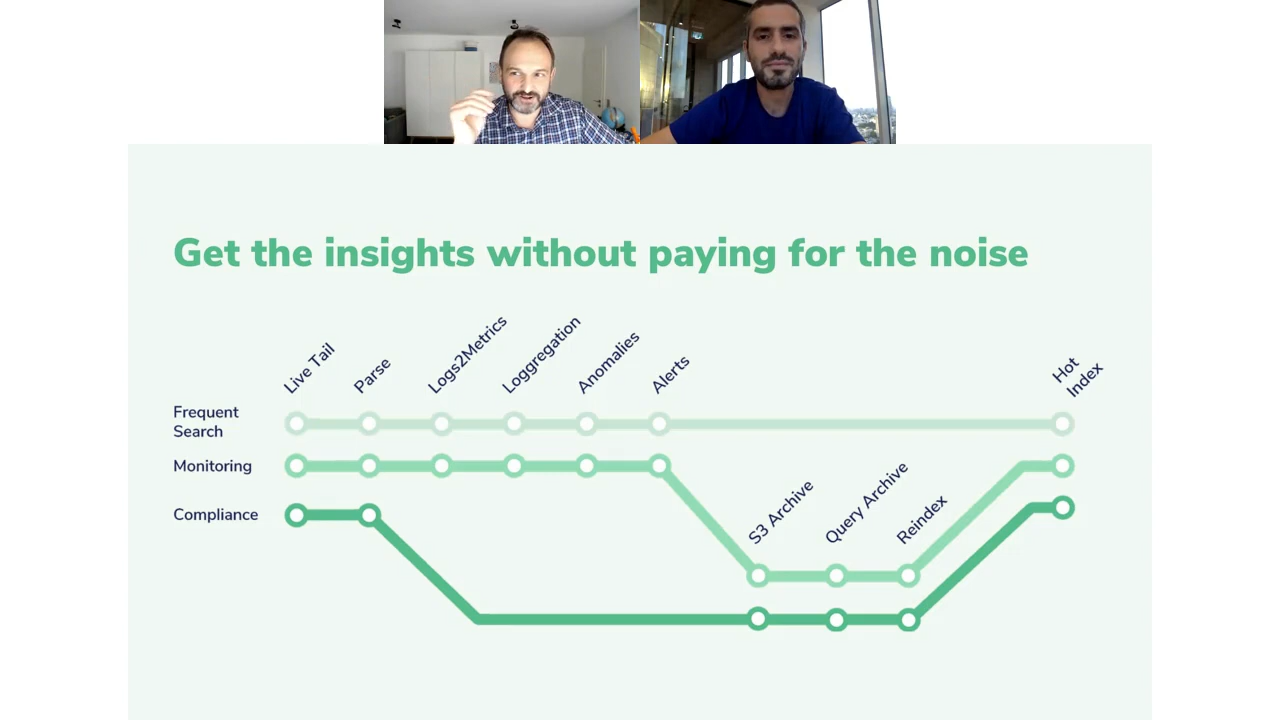 Get the insights without paying for the noise
Live Tail
Parse
Logs2Metrics
Loggregation
Anomalies
Alerts
Hot
Index
Frequent
Search
Monitoring
Compliance
S3 Archive
Query Archive
Reindex